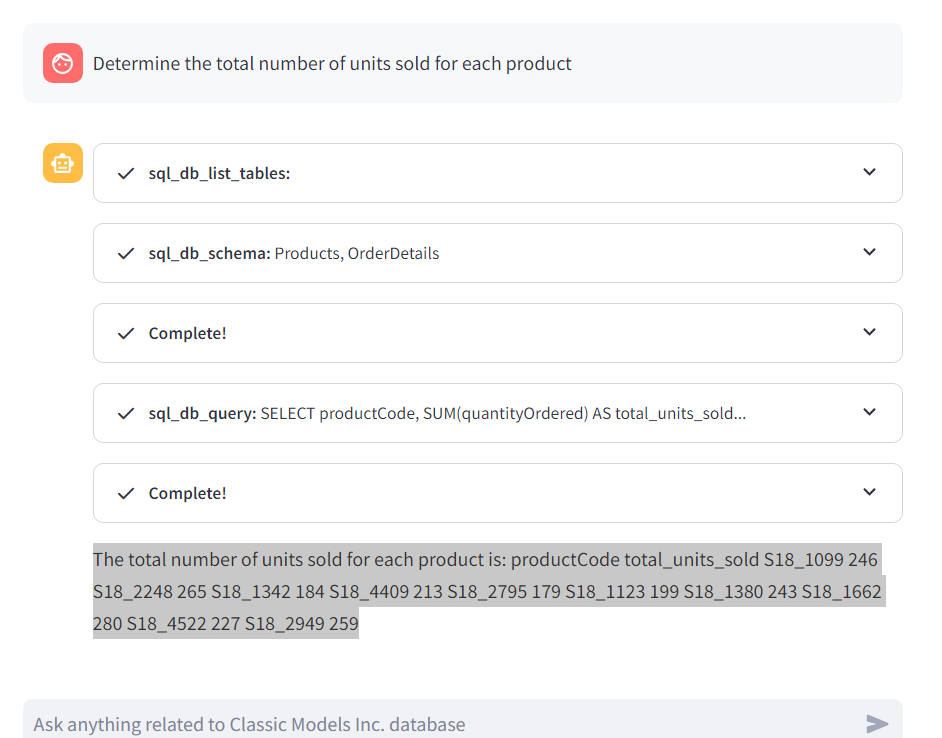 Determine the total number of units sold for each product
sql_db_list_tables:
sql_db_schema: Products, OrderDetails
Complete!
sql_db_query: SELECT productCode, SUM(quantityOrdered) AS total_units_sold...
Complete!
The total number of units sold for each product is: productCode total_units_sold S18_1099 246
S18_2248 265 S18_1342 184 S18_4409 213 S18_2795 179 S18_1123 199 S18_1380 243 S18_1662
280 S18_4522 227 S18_2949 259
Ask anything related to Classic Models Inc. database